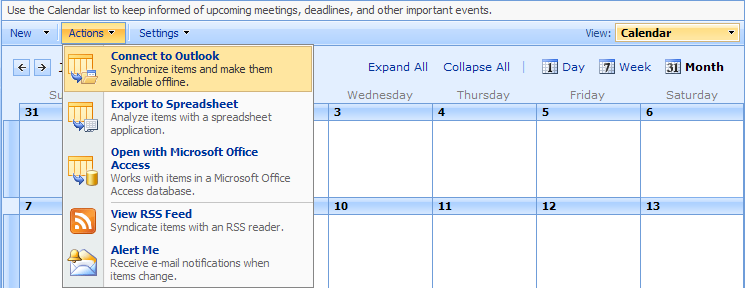 Use the Calendar list to keep informed of upcoming meetings, deadlines, and other important events.
New Actions Settings View: Calendar
Expand All Collapse All 1 Day 7 Week 31 Month
Wednesday Thursday Friday Saturday
31 3 4 5 6
7 10 11 12 13
Connect to Outlook
Synchronize items and make them
available offline.
Export to Spreadsheet
Analyze items with a spreadsheet
application.
Open with Microsoft Office
Access
Works with items in a Microsoft Office
Access database.
View RSS Feed
Syndicate items with an RSS reader.
Alert Me
Receive e-mail notifications when
items change.